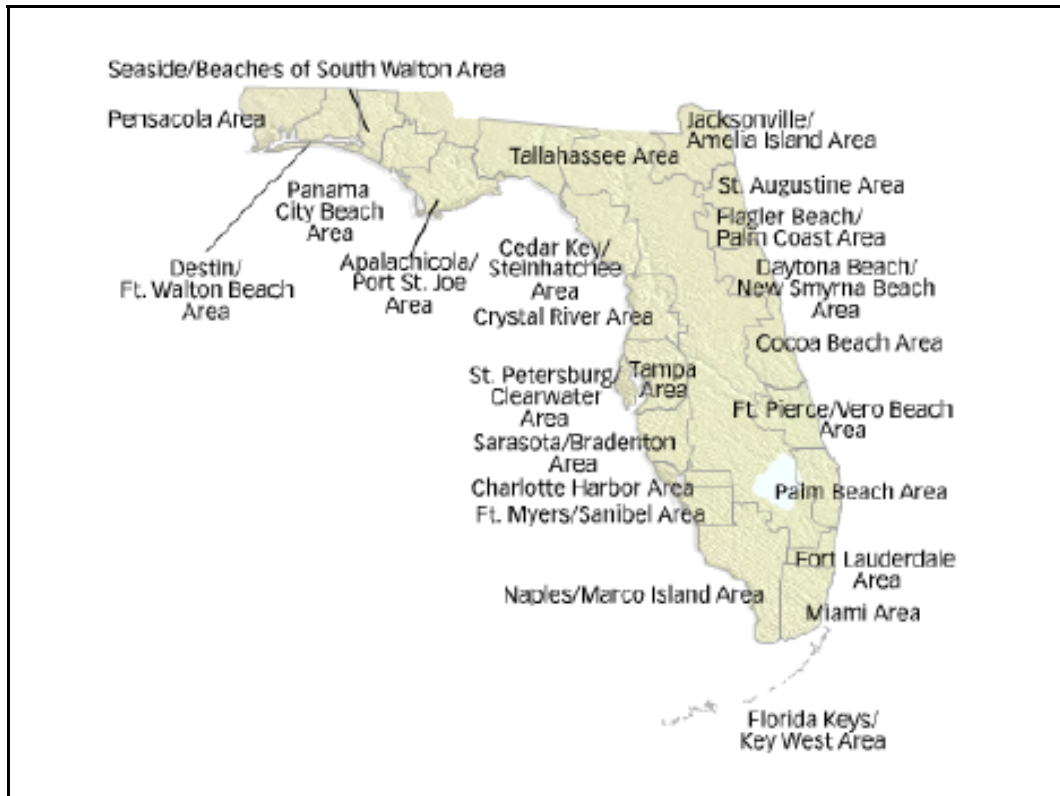 Seaside/Beaches of South Walton Area
Pensacola Area
Jacksonville/
Amelia Island Area
Tallahassee Area
St. Augustine Area
Panama
City Beach
Area
Flagler Beach/
Palm Coast Area
Destin/
Ft. Walton Beach
Area
Apalachicola/
Port St. Joe
Area
Cedar Key/
Steinhatchee
Area
Daytona Beach/
New Smyrna Beach
Area
Crystal River Area
Cocoa Beach Area
St. Petersburg/
Clearwater
Area
Tampa
Area
Ft. Pierce/Vero Beach
Area
Sarasota/Bradenton
Area
Charlotte Harbor Area
Palm Beach Area
Ft. Myers/Sanibel Area
Fort Lauderdale
Area
Naples/Marco Island Area
Miami Area
Florida Keys/
Key West Area